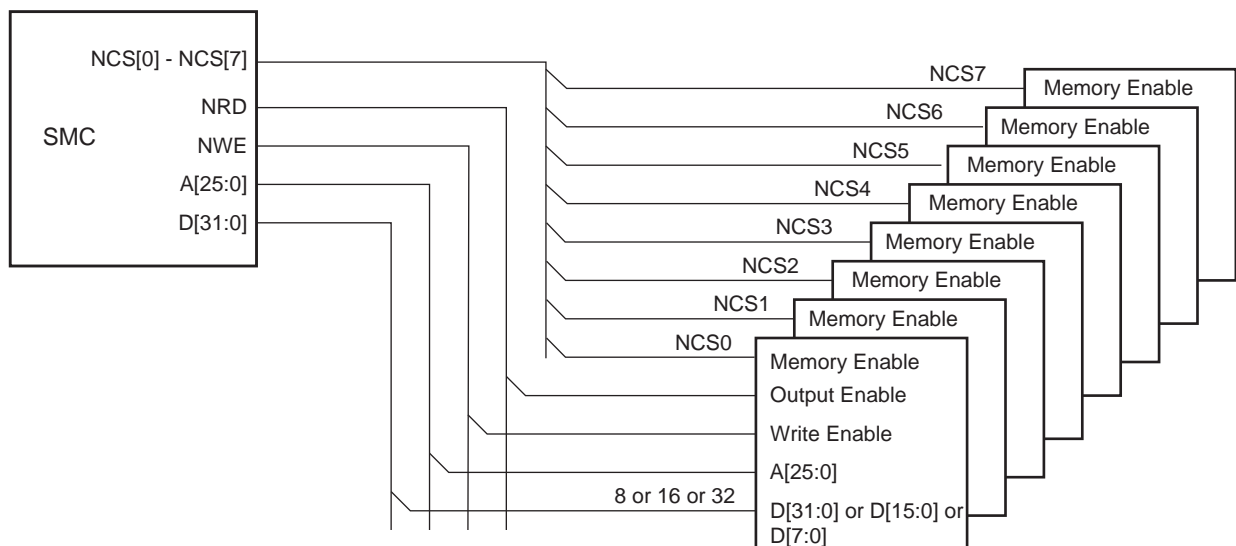 NCS[0] - NCS[7]
NRD
SMC
NWE
A[25:0]
D[31:0]
NCS7
Memory Enable
NCS6
Memory Enable
NCS5
Memory Enable
NCS4
Memory Enable
NCS3
Memory Enable
NCS2
Memory Enable
NCS1
Memory Enable
NCS0
Memory Enable
Output Enable
Write Enable
A[25:0]
8 or 16 or 32
D[31:0] or D[15:0] or
D[7:0]